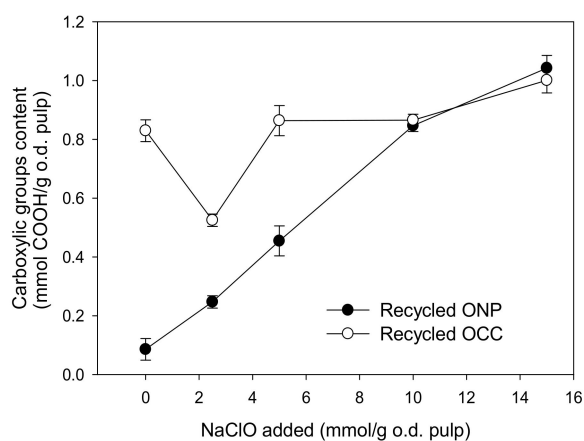 Carboxylic groups content
(mmol COOH/g o.d. pulp)
1.2
1.0
0.8
0.6
0.4
0.2
0.0
Recycled ONP
Recycled OCC
0 2 4 6 8 10 12 14 16
NaClO added (mmol/g o.d. pulp)